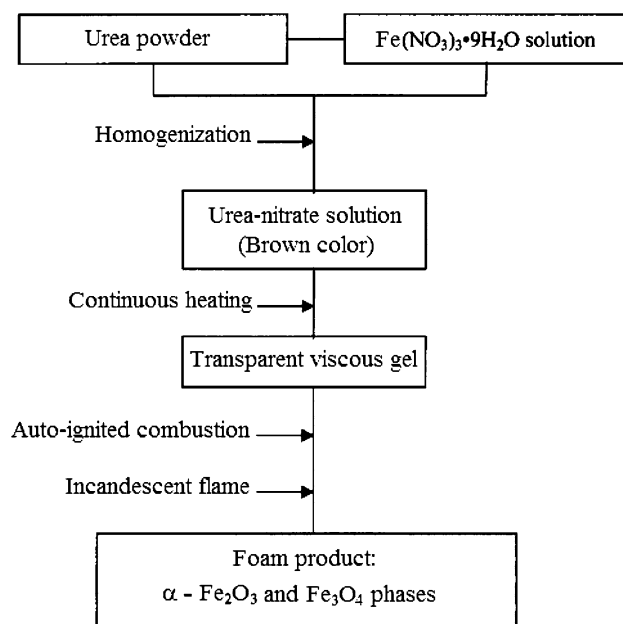 Urea powder
Fe(NO₃)₃•9H₂O solution
Homogenization
Urea-nitrate solution
(Brown color)
Continuous heating
Transparent viscous gel
Auto-ignited combustion
Incandescent flame
Foam product:
α - Fe₂O₃ and Fe₃O₄ phases